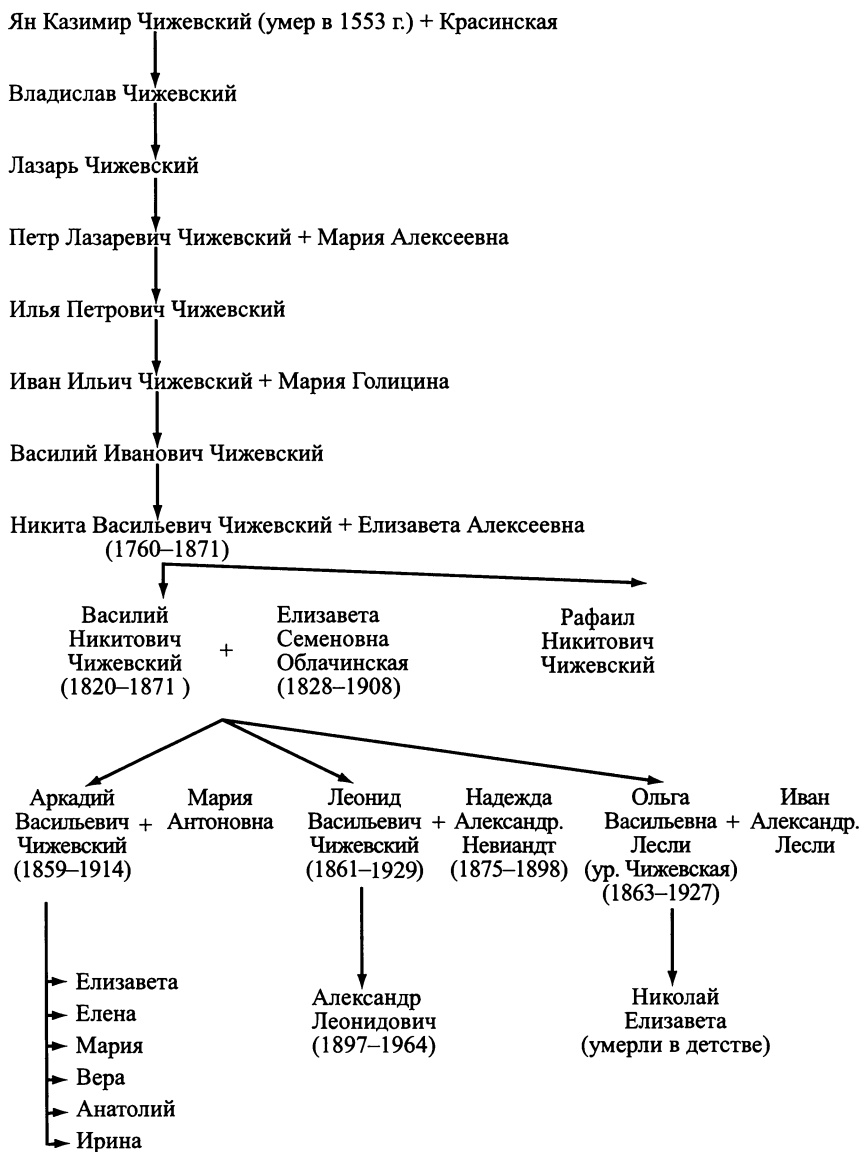 Ян Казимир Чижевский (умер в 1553 г.) + Красинская
Владислав Чижевский
Лазарь Чижевский
Петр Лазаревич Чижевский + Мария Алексеевна
Илья Петрович Чижевский
Иван Ильич Чижевский + Мария Голицина
Василий Иванович Чижевский
Никита Васильевич Чижевский + Елизавета Алексеевна
(1760–1871)
Василий
Никитович
Чижевский
(1820–1871 )
+
Елизавета
Семеновна
Облачинская
(1828–1908)
Рафаил
Никитович
Чижевский
Аркадий
Васильевич
Чижевский
(1859–1914)
+
Мария
Антоновна
Леонид
Васильевич
Чижевский
(1861–1929)
+
Надежда
Александр.
Невиандт
(1875–1898)
Ольга
Васильевна
Лесли
(ур. Чижевская)
(1863–1927)
+
Иван
Александр.
Лесли
Елизавета
Елена
Мария
Вера
Анатолий
Ирина
Александр
Леонидович
(1897–1964)
Николай
Елизавета
(умерли в детстве)